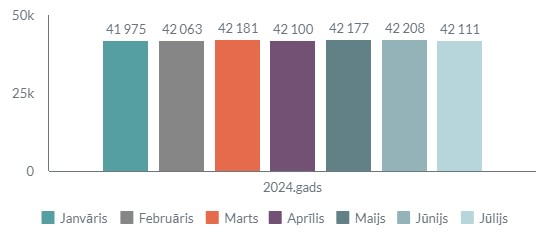 50k
41 975 42 063 42 181 42 100 42 177 42 208 42 111
25k
0
2024.gads
Janvāris Februāris Marts Aprīlis Maijs Jūnijs Jūlijs